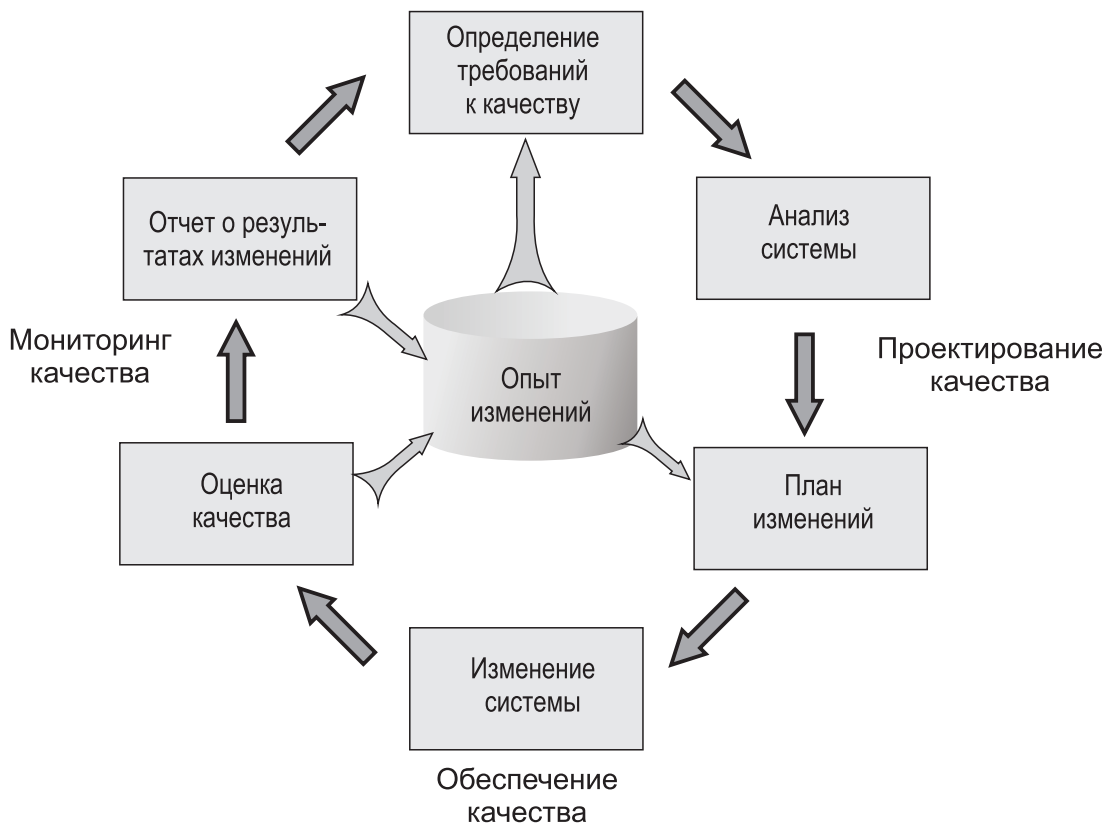 Определение
требований
к качеству
Отчет о резуль-
татах изменений
Анализ
системы
Мониторинг
качества
Опыт
изменений
Проектирование
качества
Оценка
качества
План
изменений
Изменение
системы
Обеспечение
качества